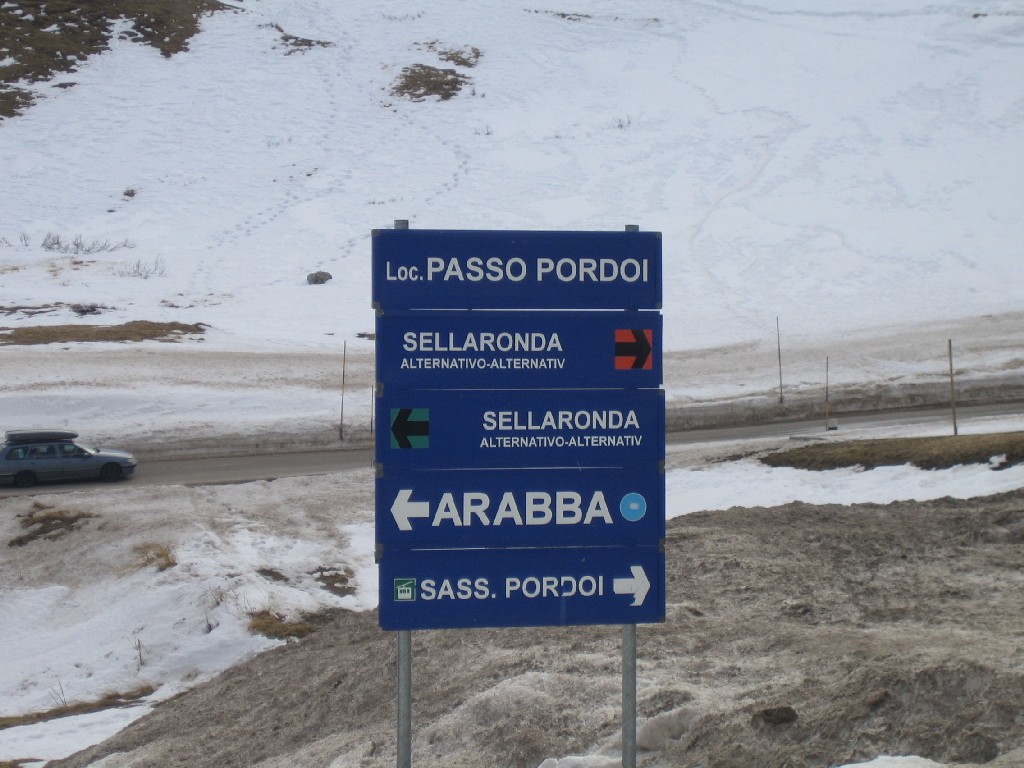 Loc. PASSO PORDOI
SELLARONDA
ALTERNATIVO-ALTERNATIV
SELLARONDA
ALTERNATIVO-ALTERNATIV
ARABBA
SASS. PORDOI